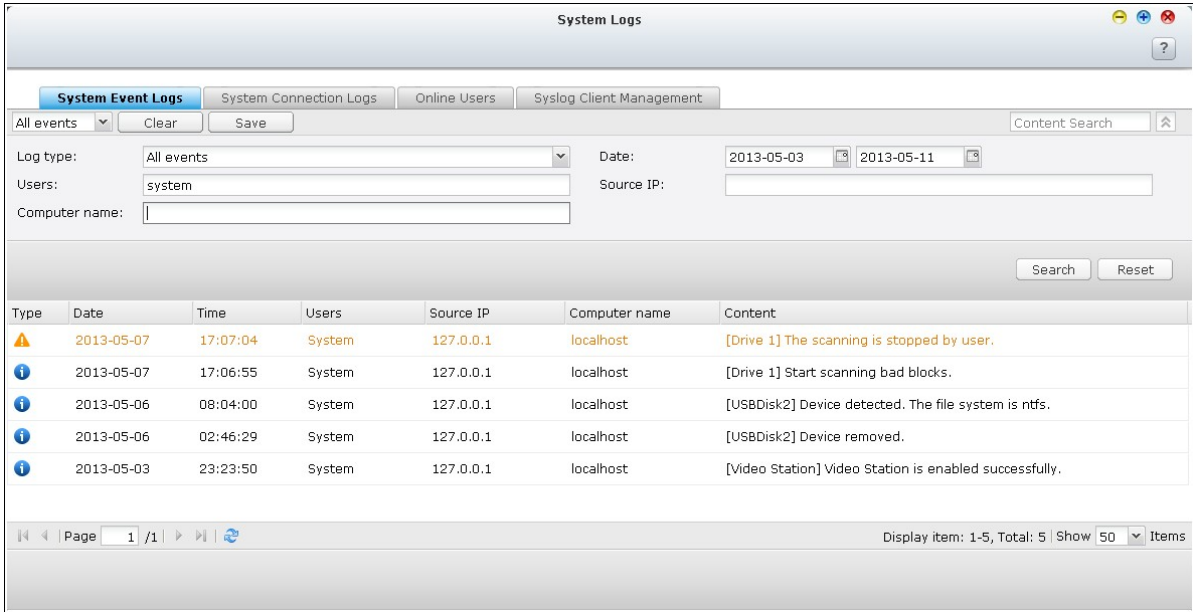 System Logs
?
System Event Logs System Connection Logs Online Users Syslog Client Management
All events Clear Save Content Search
Log type: All events Date: 2013-05-03 2013-05-11
Users: system Source IP:
Computer name:
Search Reset
Type Date Time Users Source IP Computer name Content
2013-05-07 17:07:04 System 127.0.0.1 localhost [Drive 1] The scanning is stopped by user.
2013-05-07 17:06:55 System 127.0.0.1 localhost [Drive 1] Start scanning bad blocks.
2013-05-06 08:04:00 System 127.0.0.1 localhost [USBDisk2] Device detected. The file system is ntfs.
2013-05-06 02:46:29 System 127.0.0.1 localhost [USBDisk2] Device removed.
2013-05-03 23:23:50 System 127.0.0.1 localhost [Video Station] Video Station is enabled successfully.
Page 1 /1 Display item: 1-5, Total: 5 Show 50 Items